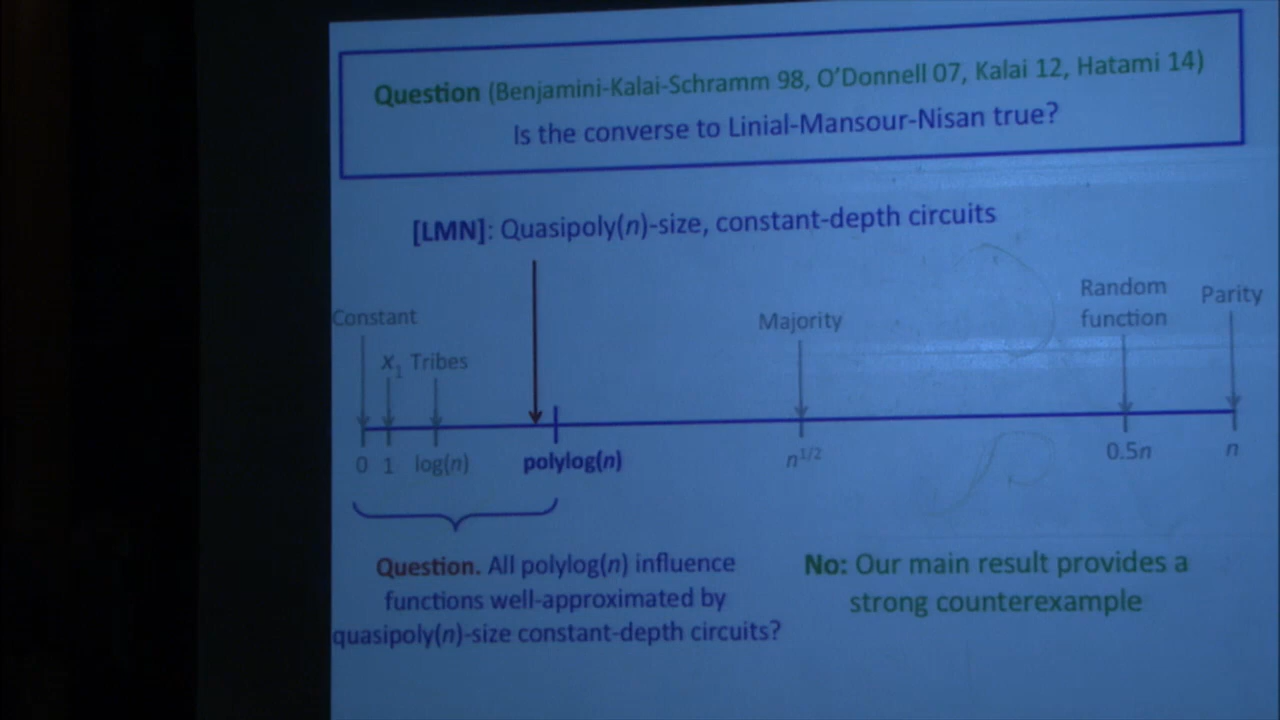 Question (Benjamini-Kalai-Schramm 98, O'Donnell 07, Kalai 12, Hatami 14)
Is the converse to Linial-Mansour-Nisan true?
[LMN]: Quasipoly(n)-size, constant-depth circuits
Constant
x₁ Tribes
Majority
Random
function
Parity
0 1 log(n) polylog(n) n^{1/2} 0.5n n
Question. All polylog(n) influence
functions well-approximated by
quasipoly(n)-size constant-depth circuits?
No: Our main result provides a
strong counterexample